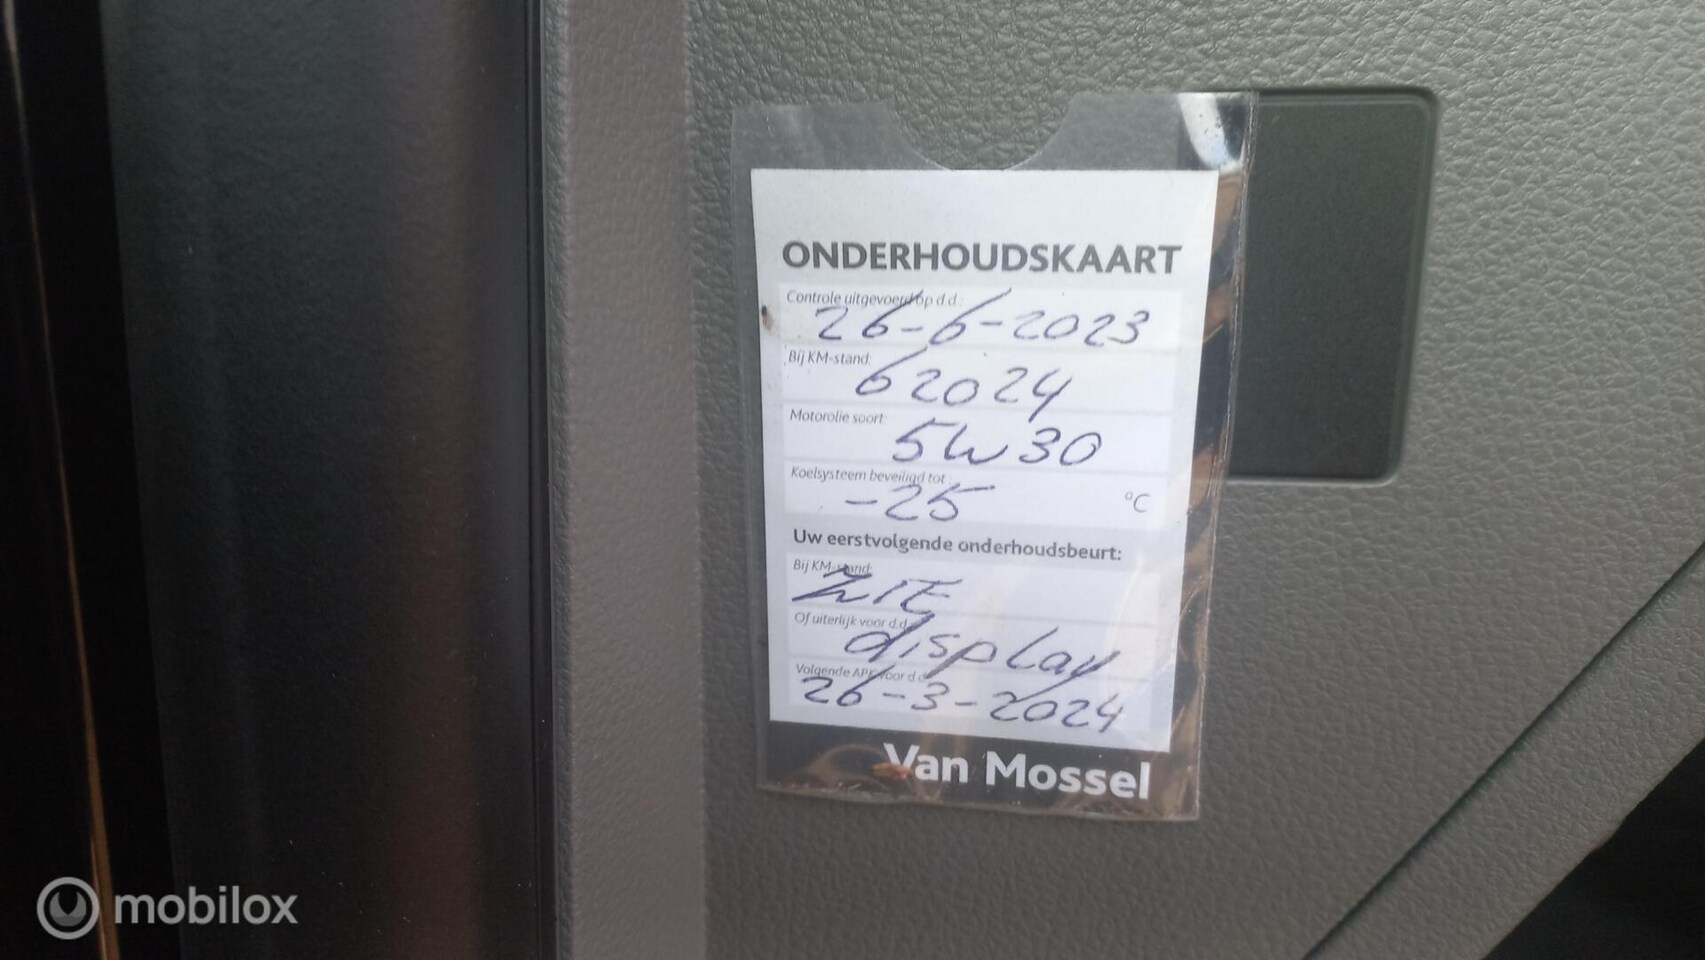 ONDERHOUDSKAART
Controle uitgevoerd op d.d.:
26-6-2023
Bij KM-stand:
62024
Motorolie soort:
5W30
Koelsysteem beveiligd tot:
-25 °C
Uw eerstvolgende onderhoudsbeurt:
Bij KM-stand:
ZIE
Of uiterlijk voor d.d.
display
Volgende APK voor d.d.
26-3-2024
Van Mossel
mobilox